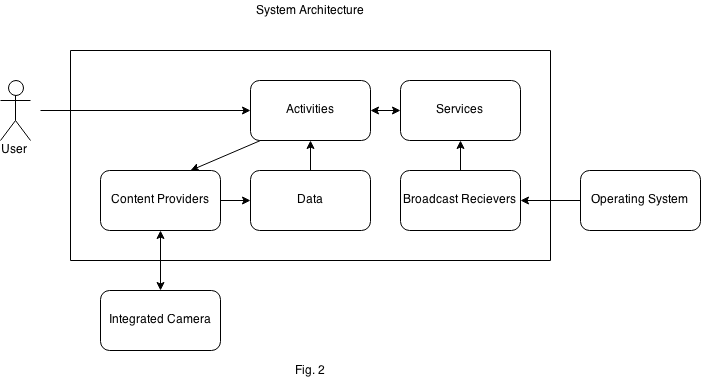 System Architecture
Activities
Services
User
Content Providers
Data
Broadcast Recievers
Operating System
Integrated Camera
Fig. 2